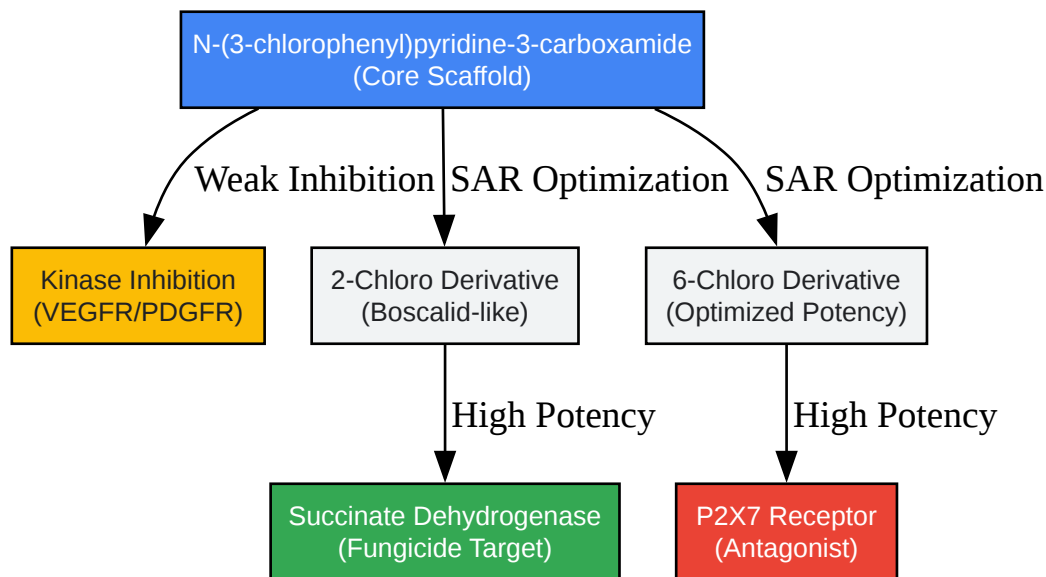 N-(3-chlorophenyl)pyridine-3-carboxamide
(Core Scaffold)
Weak Inhibition
SAR Optimization
SAR Optimization
Kinase Inhibition
(VEGFR/PDGFR)
2-Chloro Derivative
(Boscalid-like)
6-Chloro Derivative
(Optimized Potency)
High Potency
High Potency
Succinate Dehydrogenase
(Fungicide Target)
P2X7 Receptor
(Antagonist)